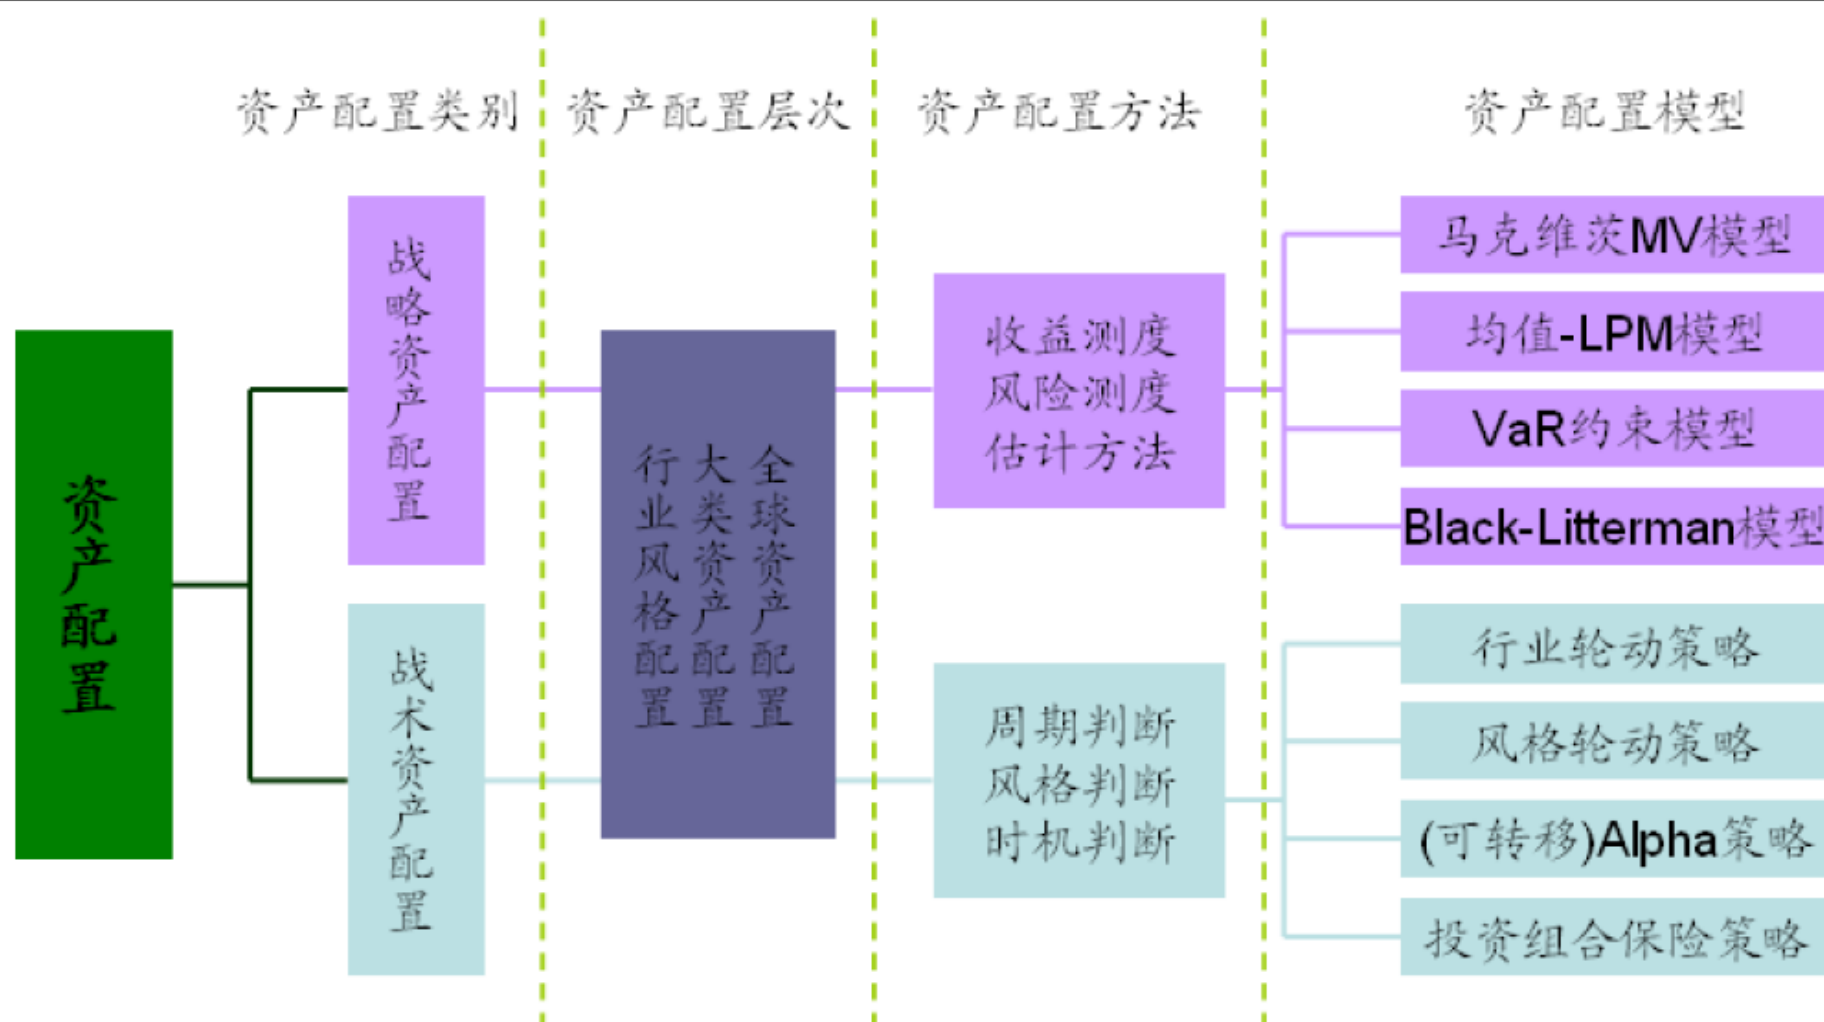 资产配置类别
资产配置层次
资产配置方法
资产配置模型
资产配置
战略资产配置
战术资产配置
全球资产配置
大类资产配置
行业风格配置
收益测度
风险测度
估计方法
周期判断
风格判断
时机判断
马克维茨MV模型
均值-LPM模型
VaR约束模型
Black-Litterman模型
行业轮动策略
风格轮动策略
(可转移)Alpha策略
投资组合保险策略